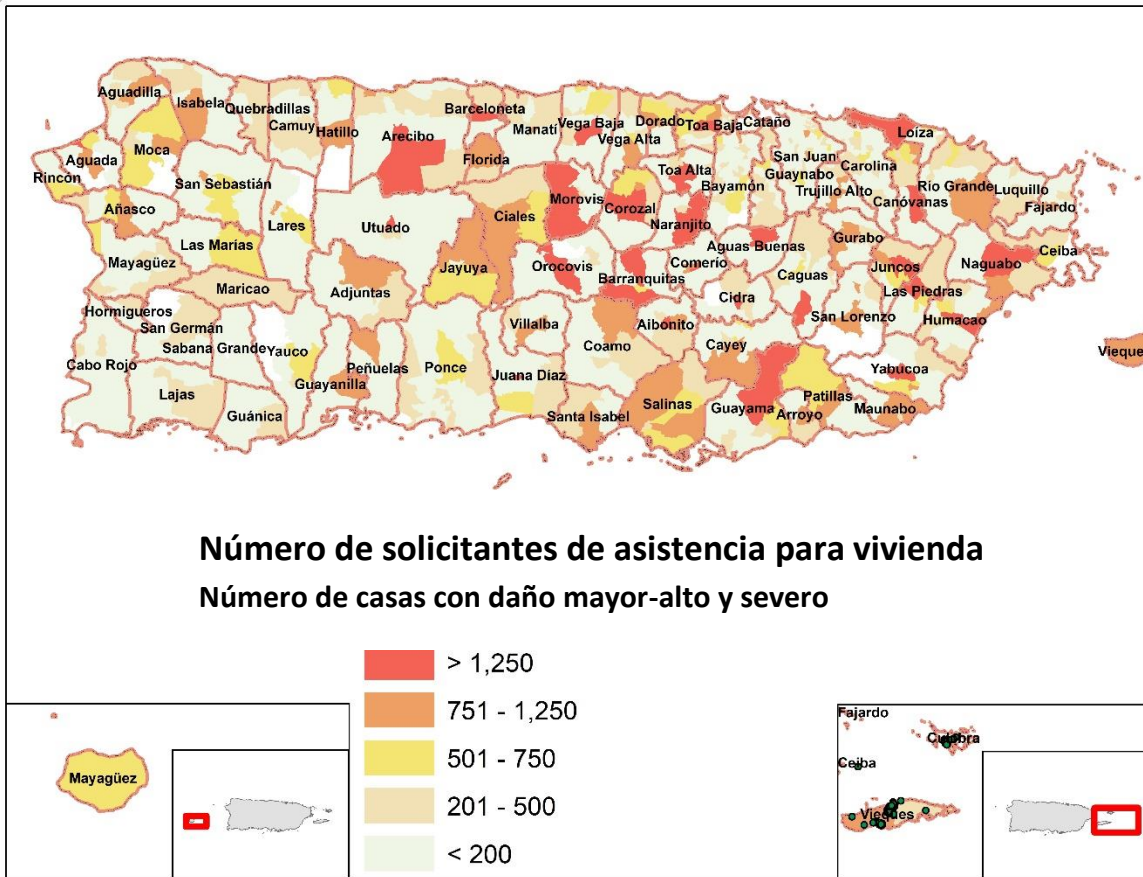 Aguadilla
Isabela
Quebradillas
Camuy
Hatillo
Arecibo
Barceloneta
Manatí
Vega Baja
Vega Alta
Dorado
Toa Baja
Cataño
Loíza
Aguada
Rincón
Moca
San Sebastián
Lares
Florida
Ciales
Morovis
Corozal
Toa Alta
Naranjito
Bayamón
San Juan
Guaynabo
Trujillo Alto
Carolina
Canóvanas
Río Grande
Luquillo
Fajardo
Añasco
Las Marías
Mayagüez
Maricao
Utuado
Adjuntas
Jayuya
Orocovis
Barranquitas
Comerío
Aguas Buenas
Cidra
Caguas
Gurabo
Juncos
Las Piedras
San Lorenzo
Naguabo
Ceiba
Humacao
Vieque
Hormigueros
San Germán
Sabana Grande
Cabo Rojo
Lajas
Guánica
Yauco
Guayanilla
Peñuelas
Ponce
Villalba
Juana Díaz
Coamo
Aibonito
Cayey
Santa Isabel
Salinas
Guayama
Arroyo
Patillas
Maunabo
Yabucoa
Número de solicitantes de asistencia para vivienda
Número de casas con daño mayor-alto y severo
> 1,250
751 - 1,250
501 - 750
201 - 500
< 200
Mayagüez
Fajardo
Culebra
Ceiba
Vieques